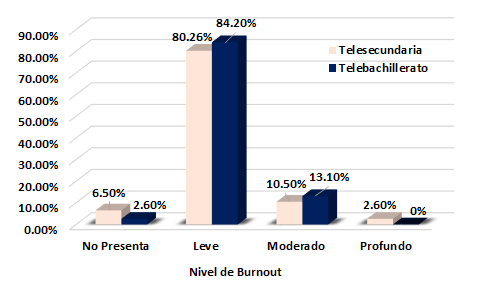 84.20%
80.26%
90.00%
80.00%
70.00%
60.00%
50.00%
40.00%
30.00%
20.00%
10.00%
0.00%
Telesecundaria
Telebachillerato
6.50%
2.60%
10.50%
13.10%
2.60%
0%
No Presenta
Leve
Moderado
Profundo
Nivel de Burnout